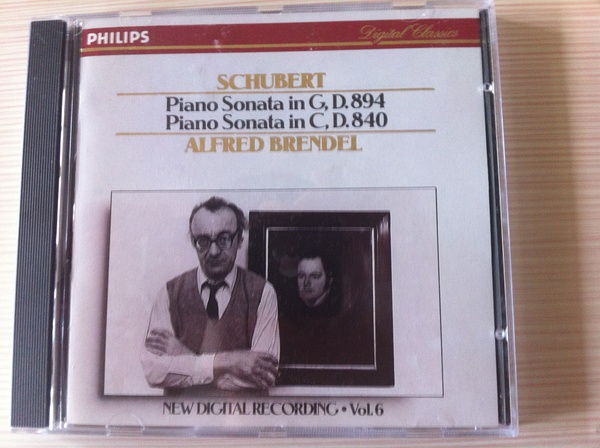 PHILIPS
Digital Classics
SCHUBERT
Piano Sonata in G, D.894
Piano Sonata in C, D.840
ALFRED BRENDEL
NEW DIGITAL RECORDING • Vol.6